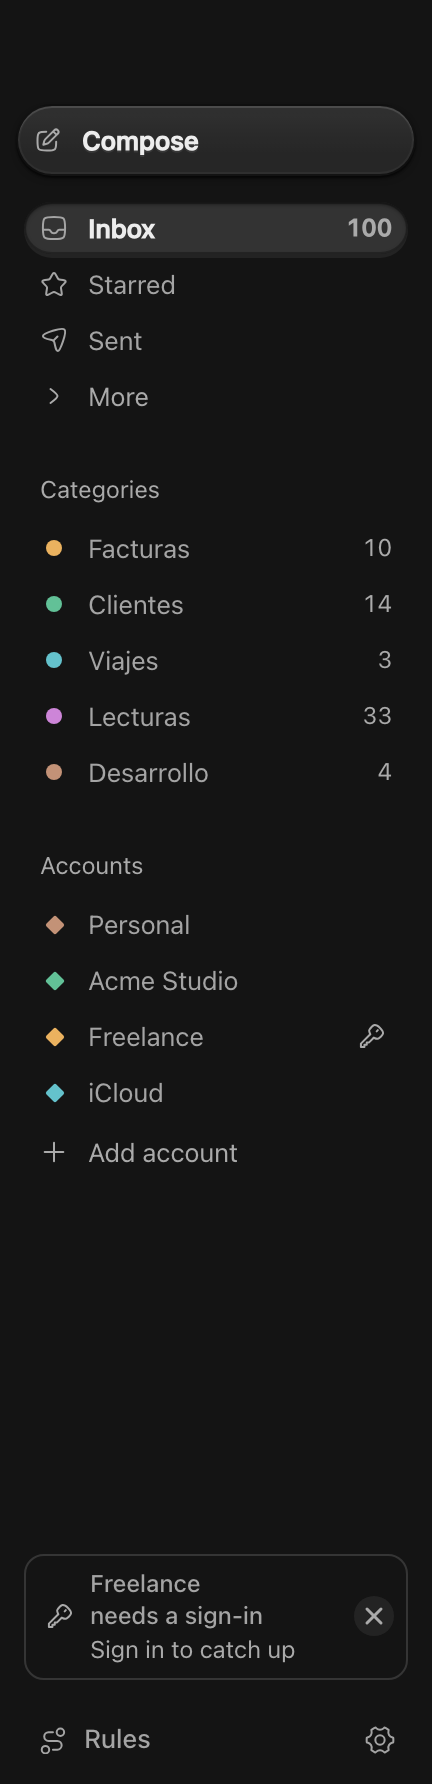 Compose
Inbox 100
Starred
Sent
More
Categories
Facturas 10
Clientes 14
Viajes 3
Lecturas 33
Desarrollo 4
Accounts
Personal
Acme Studio
Freelance
iCloud
Add account
Freelance
needs a sign-in
Sign in to catch up
Rules